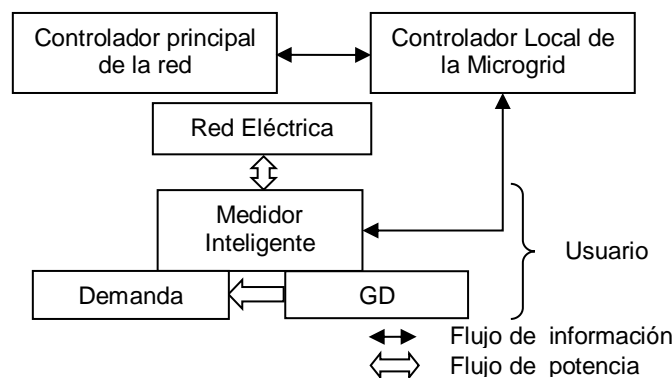 Controlador principal
de la red
Controlador Local de
la Microgrid
Red Eléctrica
Medidor
Inteligente
Usuario
Demanda
GD
Flujo de información
Flujo de potencia